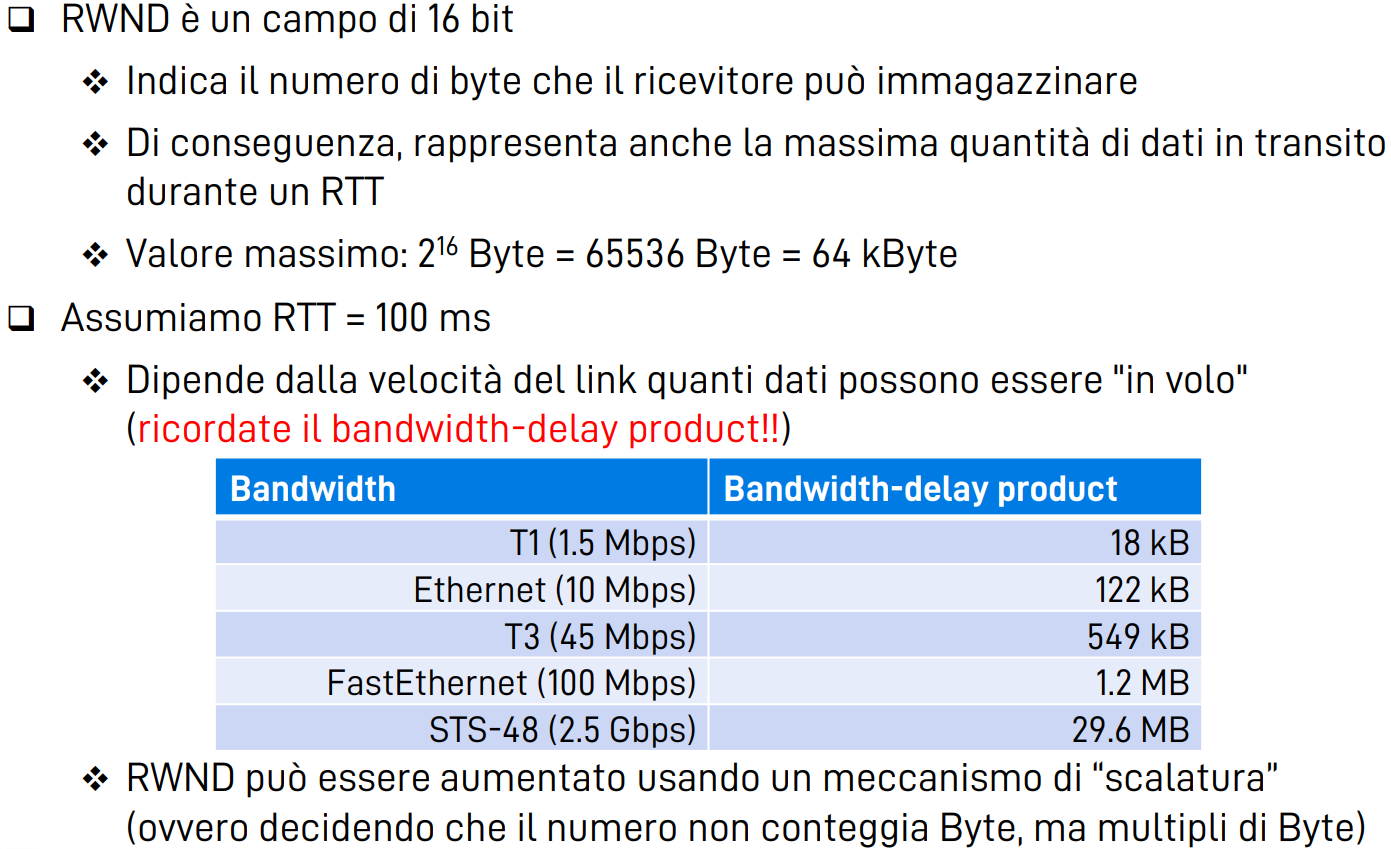 RWND è un campo di 16 bit
Indica il numero di byte che il ricevitore può immagazzinare
Di conseguenza, rappresenta anche la massima quantità di dati in transito
durante un RTT
Valore massimo: 2¹⁶ Byte = 65536 Byte = 64 kByte
Assumiamo RTT = 100 ms
Dipende dalla velocità del link quanti dati possono essere "in volo"
(ricordate il bandwidth-delay product!!)
Bandwidth Bandwidth-delay product
T1 (1.5 Mbps) 18 kB
Ethernet (10 Mbps) 122 kB
T3 (45 Mbps) 549 kB
FastEthernet (100 Mbps) 1.2 MB
STS-48 (2.5 Gbps) 29.6 MB
RWND può essere aumentato usando un meccanismo di “scalatura”
(ovvero decidendo che il numero non conteggia Byte, ma multipli di Byte)